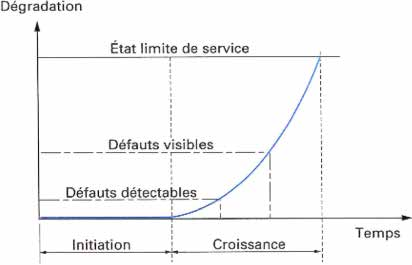 Dégradation
État limite de service
Défauts visibles
Défauts détectables
Temps
Initiation
Croissance